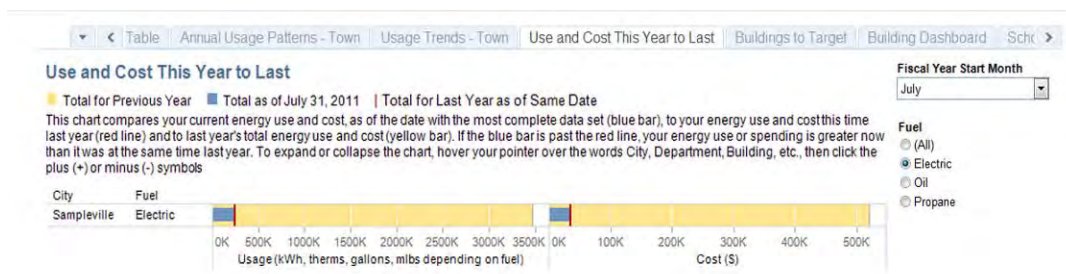 Table Annual Usage Patterns - Town Usage Trends - Town Use and Cost This Year to Last Buildings to Target Building Dashboard Sch
Use and Cost This Year to Last
Total for Previous Year Total as of July 31, 2011 | Total for Last Year as of Same Date
This chart compares your current energy use and cost, as of the date with the most complete data set (blue bar), to your energy use and cost this time
last year (red line) and to last year's total energy use and cost (yellow bar). If the blue bar is past the red line, your energy use or spending is greater now
than it was at the same time last year. To expand or collapse the chart, hover your pointer over the words City, Department, Building, etc., then click the
plus (+) or minus (-) symbols
Fiscal Year Start Month
July
Fuel
(All)
Electric
Oil
Propane
City Fuel
Sampleville Electric
0K 500K 1000K 1500K 2000K 2500K 3000K 3500K 0K 100K 200K 300K 400K 500K
Usage (kWh, therms, gallons, mlbs depending on fuel) Cost ($)